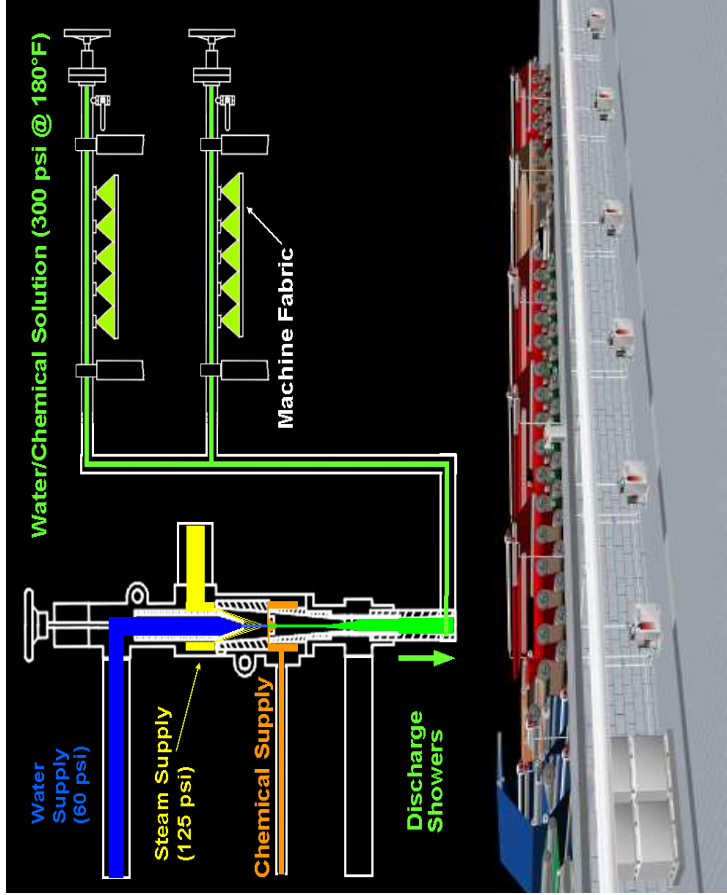 Water/Chemical Solution (300 psi @ 180°F)
Machine Fabric
Water
Supply
(60 psi)
Steam Supply
(125 psi)
Chemical Supply
Discharge
Showers